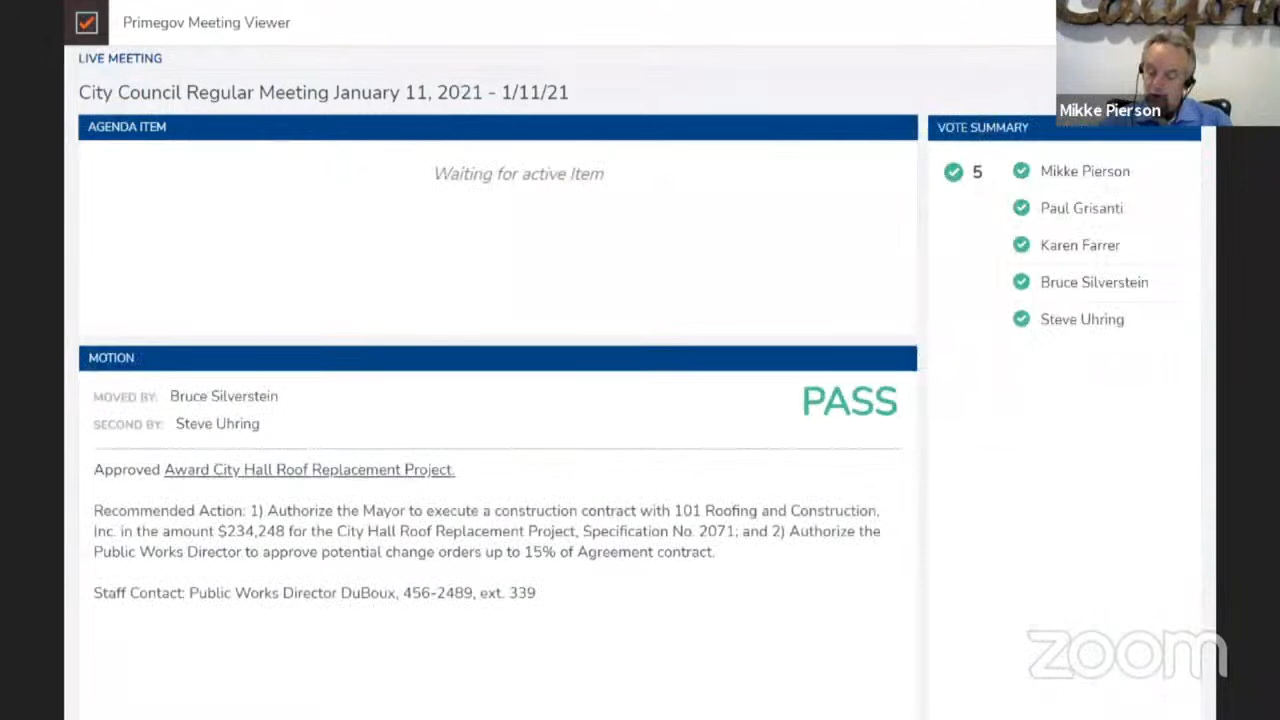 Primegov Meeting Viewer
LIVE MEETING
City Council Regular Meeting January 11, 2021 - 1/11/21
Mikke Pierson
AGENDA ITEM
Waiting for active Item
VOTE SUMMARY
5
Mikke Pierson
Paul Grisanti
Karen Farrer
Bruce Silverstein
Steve Uhring
MOTION
MOVED BY: Bruce Silverstein
PASS
SECOND BY: Steve Uhring
Approved Award City Hall Roof Replacement Project.
Recommended Action: 1) Authorize the Mayor to execute a construction contract with 101 Roofing and Construction,
Inc. in the amount $234,248 for the City Hall Roof Replacement Project, Specification No. 2071; and 2) Authorize the
Public Works Director to approve potential change orders up to 15% of Agreement contract.
Staff Contact: Public Works Director DuBoux, 456-2489, ext. 339
zoom